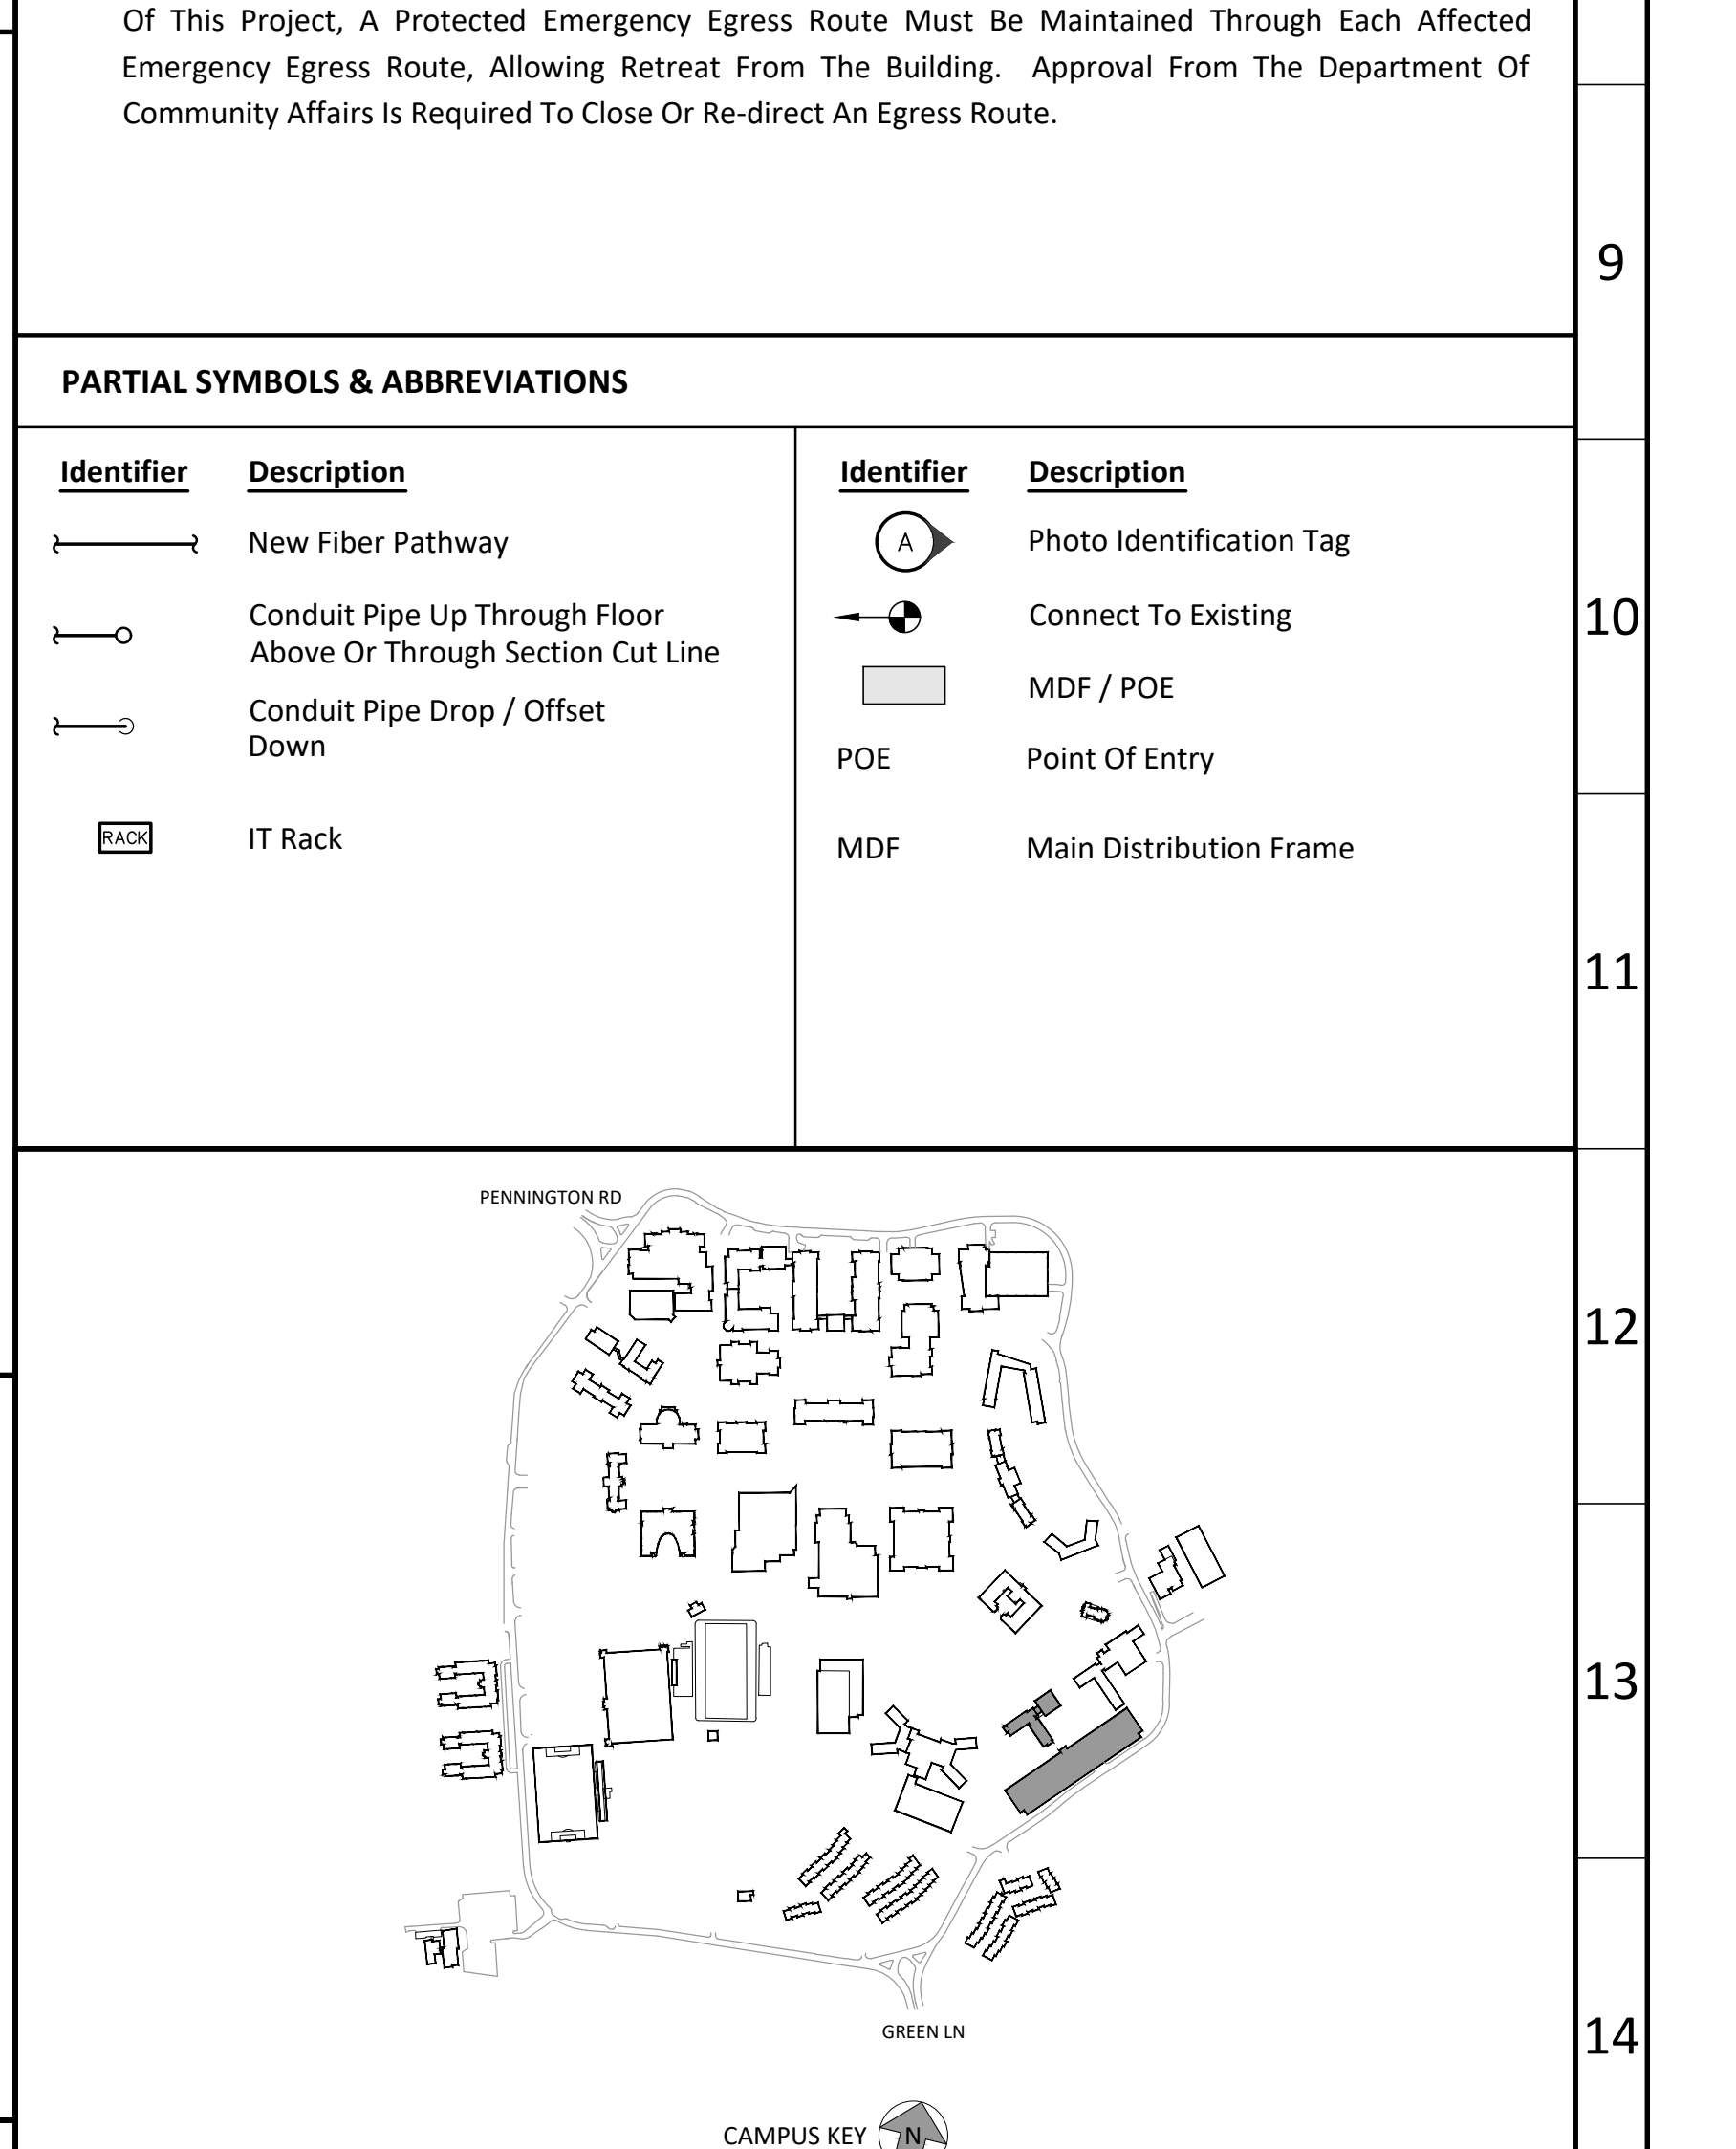 Of This Project, A Protected Emergency Egress Route Must Be Maintained Through Each Affected
Emergency Egress Route, Allowing Retreat From The Building. Approval From The Department Of
Community Affairs Is Required To Close Or Re-direct An Egress Route.
9
PARTIAL SYMBOLS & ABBREVIATIONS
Identifier Description
New Fiber Pathway
Conduit Pipe Up Through Floor
Above Or Through Section Cut Line
Conduit Pipe Drop / Offset
Down
RACK IT Rack
Identifier Description
A Photo Identification Tag
Connect To Existing
MDF / POE
POE Point Of Entry
MDF Main Distribution Frame
10
11
PENNINGTON RD
12
13
GREEN LN
14
CAMPUS KEY N